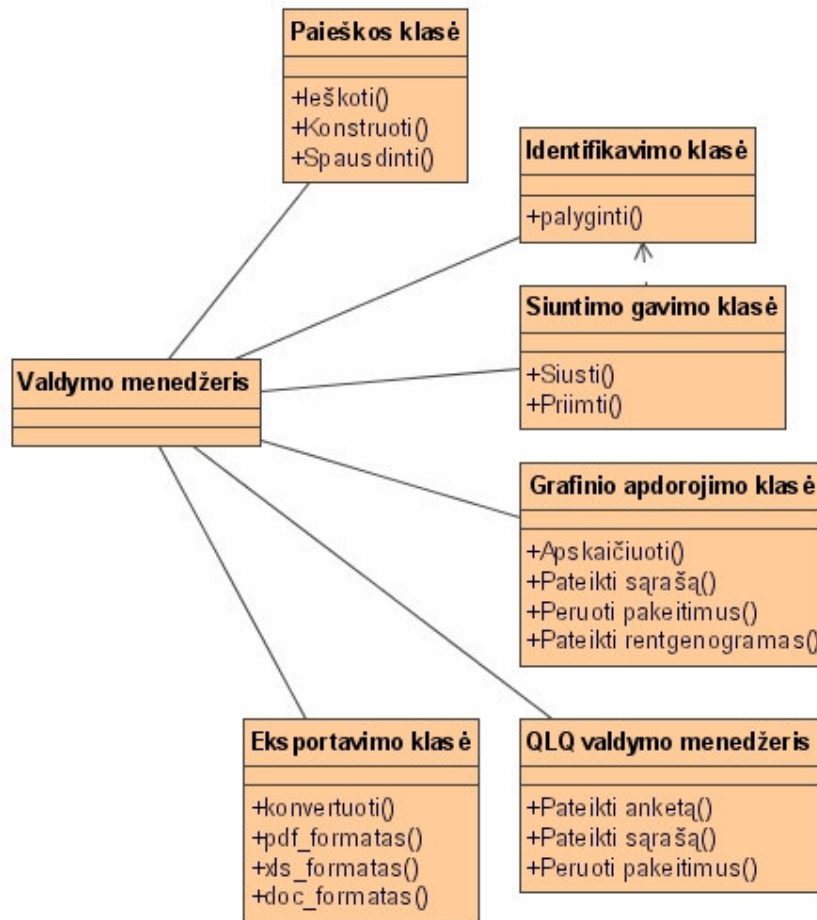 Paieškos klasė
+Ieškoti()
+Konstruoti()
+Spausdinti()
Identifikavimo klasė
+palyginti()
Siuntimo gavimo klasė
+Siusti()
+Priimti()
Valdymo menedžeris
Grafinio apdorojimo klasė
+Apskaičiuoti()
+Pateikti sąrašą()
+Peruoti pakeitimus()
+Pateikti rentgenogramas()
Eksportavimo klasė
+konvertuoti()
+pdf_formatas()
+xls_formatas()
+doc_formatas()
QLQ valdymo menedžeris
+Pateikti anketą()
+Pateikti sąrašą()
+Peruoti pakeitimus()